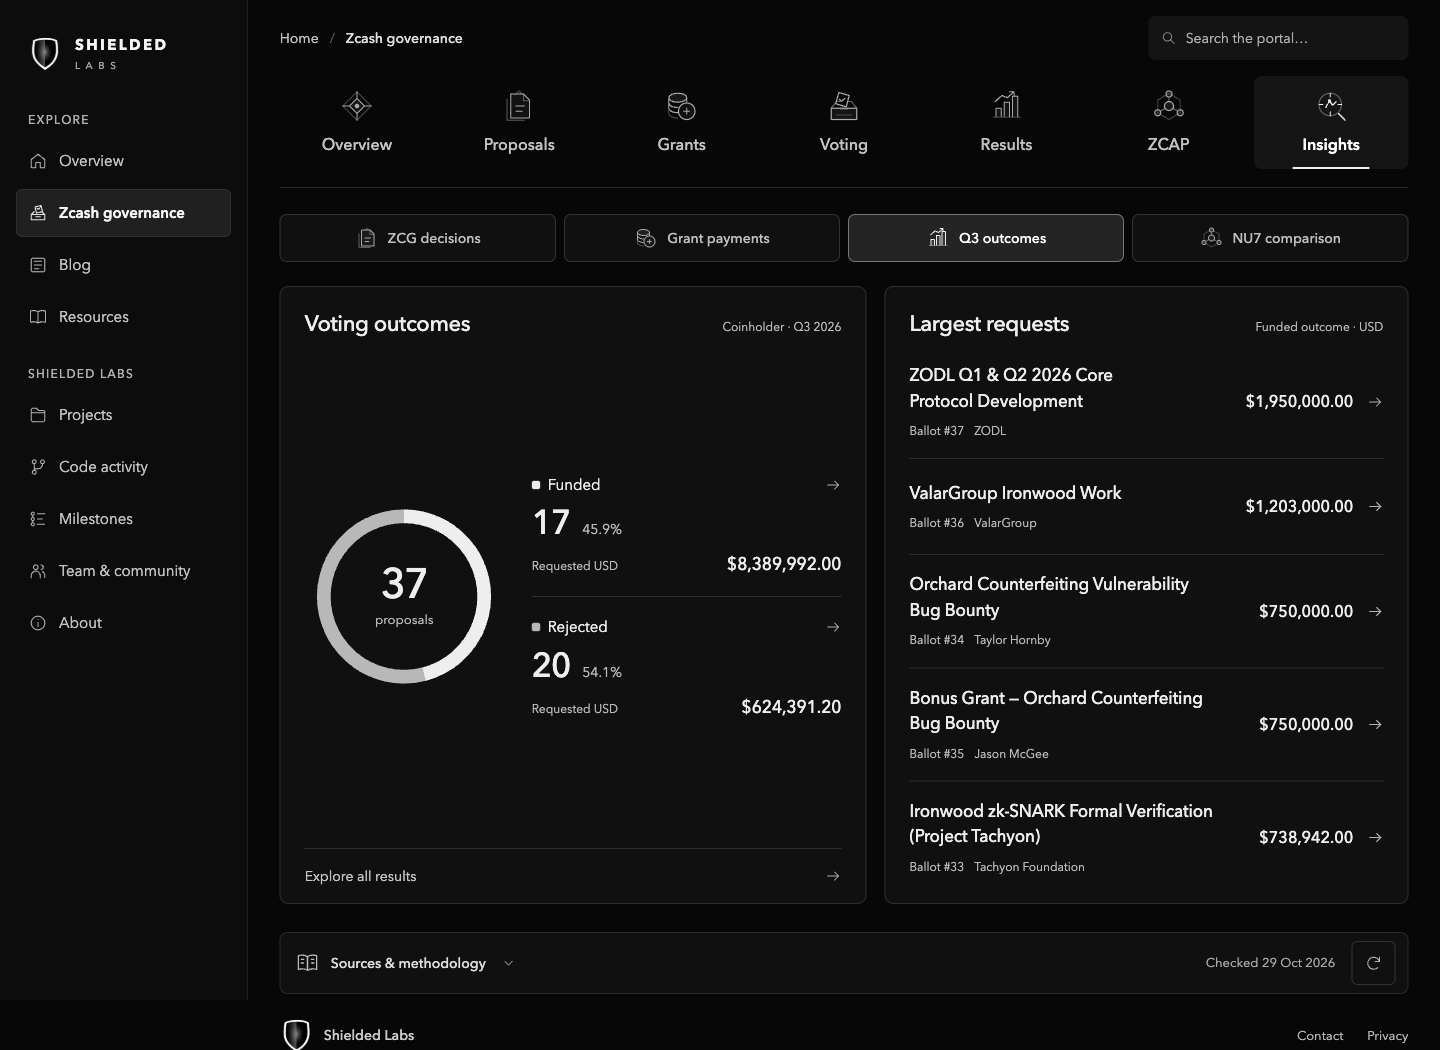 SHIELDED
LABS
EXPLORE
Overview
Zcash governance
Blog
Resources
SHIELDED LABS
Projects
Code activity
Milestones
Team & community
About
Home / Zcash governance
Search the portal...
Overview
Proposals
Grants
Voting
Results
ZCAP
Insights
ZCG decisions
Grant payments
Q3 outcomes
NU7 comparison
Voting outcomes
Coinholder · Q3 2026
37
proposals
Funded
17 45.9%
Requested USD $8,389,992.00
Rejected
20 54.1%
Requested USD $624,391.20
Explore all results
Largest requests
Funded outcome · USD
ZODL Q1 & Q2 2026 Core
Protocol Development
$1,950,000.00
Ballot #37 ZODL
ValarGroup Ironwood Work
$1,203,000.00
Ballot #36 ValarGroup
Orchard Counterfeiting Vulnerability
Bug Bounty
$750,000.00
Ballot #34 Taylor Hornby
Bonus Grant – Orchard Counterfeiting
Bug Bounty
$750,000.00
Ballot #35 Jason McGee
Ironwood zk-SNARK Formal Verification
(Project Tachyon)
$738,942.00
Ballot #33 Tachyon Foundation
Sources & methodology
Checked 29 Oct 2026
Shielded Labs
Contact
Privacy